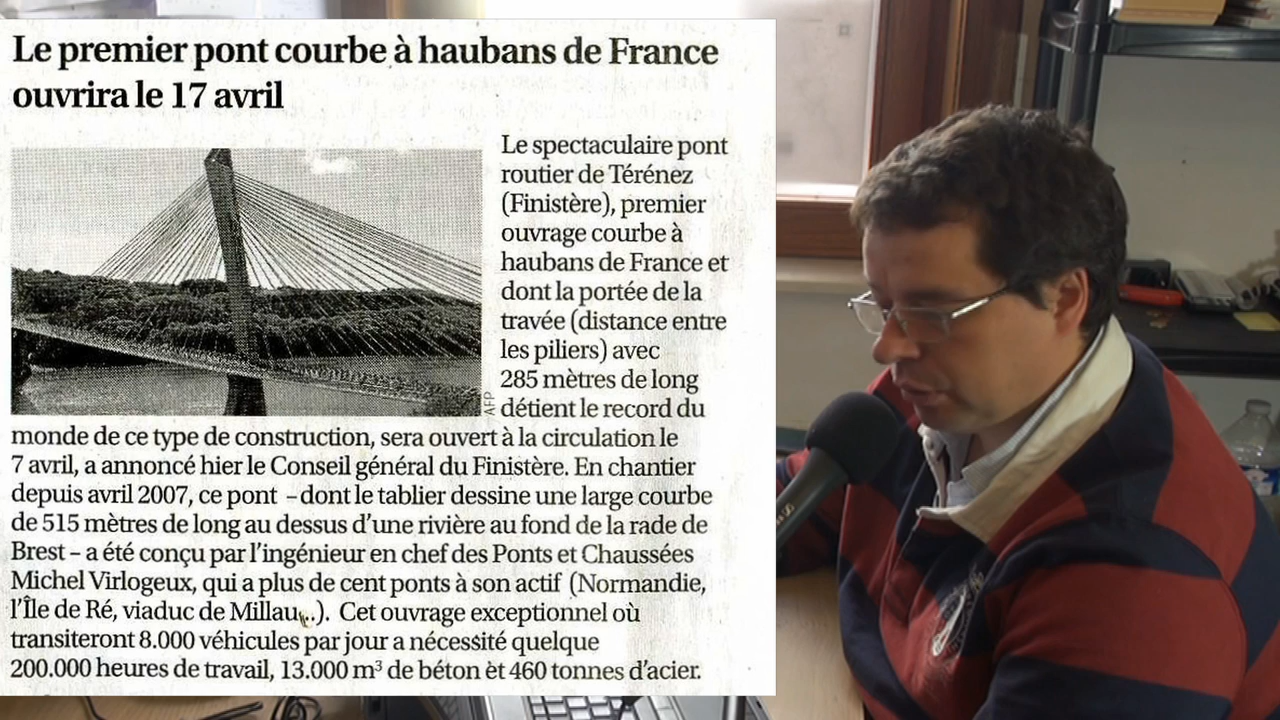 Le premier pont courbe à haubans de France
ouvrira le 17 avril
Le spectaculaire pont
routier de Térénez
(Finistère), premier
ouvrage courbe à
haubans de France et
dont la portée de la
travée (distance entre
les piliers) avec
285 mètres de long
détient le record du
AFP
monde de ce type de construction, sera ouvert à la circulation le
7 avril, a annoncé hier le Conseil général du Finistère. En chantier
depuis avril 2007, ce pont – dont le tablier dessine une large courbe
de 515 mètres de long au dessus d'une rivière au fond de la rade de
Brest – a été conçu par l'ingénieur en chef des Ponts et Chaussées
Michel Virlogeux, qui a plus de cent ponts à son actif (Normandie,
l'Île de Ré, viaduc de Millau...). Cet ouvrage exceptionnel où
transiteront 8.000 véhicules par jour a nécessité quelque
200.000 heures de travail, 13.000 m³ de béton et 460 tonnes d'acier.